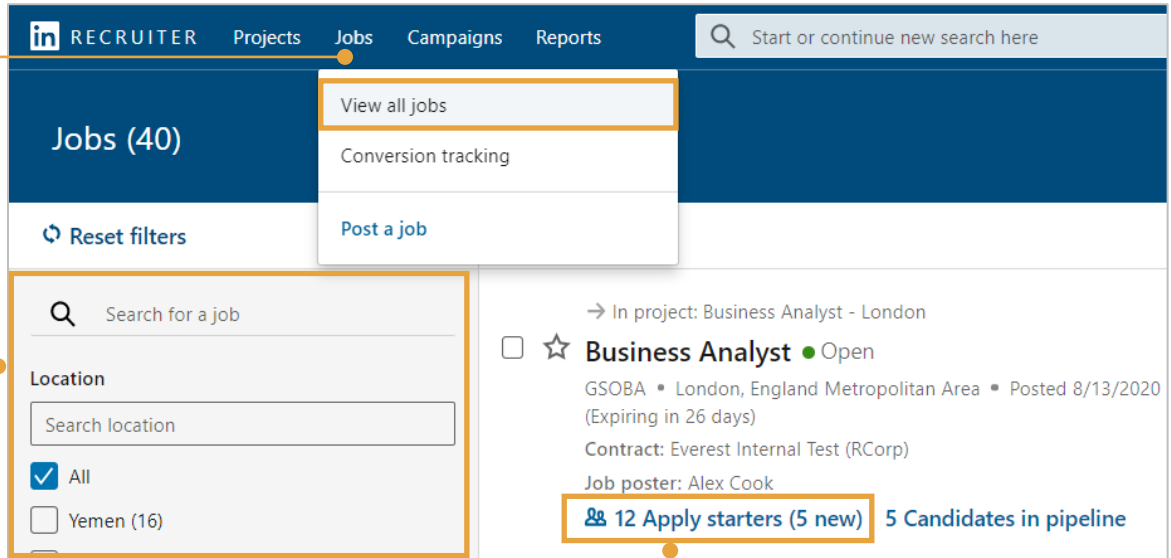 in RECRUITER Projects Jobs Campaigns Reports Start or continue new search here
View all jobs
Jobs (40)
Conversion tracking
Post a job
Reset filters
Search for a job
Location
Search location
All
Yemen (16)
In project: Business Analyst - London
Business Analyst ● Open
GSOBA • London, England Metropolitan Area • Posted 8/13/2020
(Expiring in 26 days)
Contract: Everest Internal Test (RCorp)
Job poster: Alex Cook
12 Apply starters (5 new) 5 Candidates in pipeline